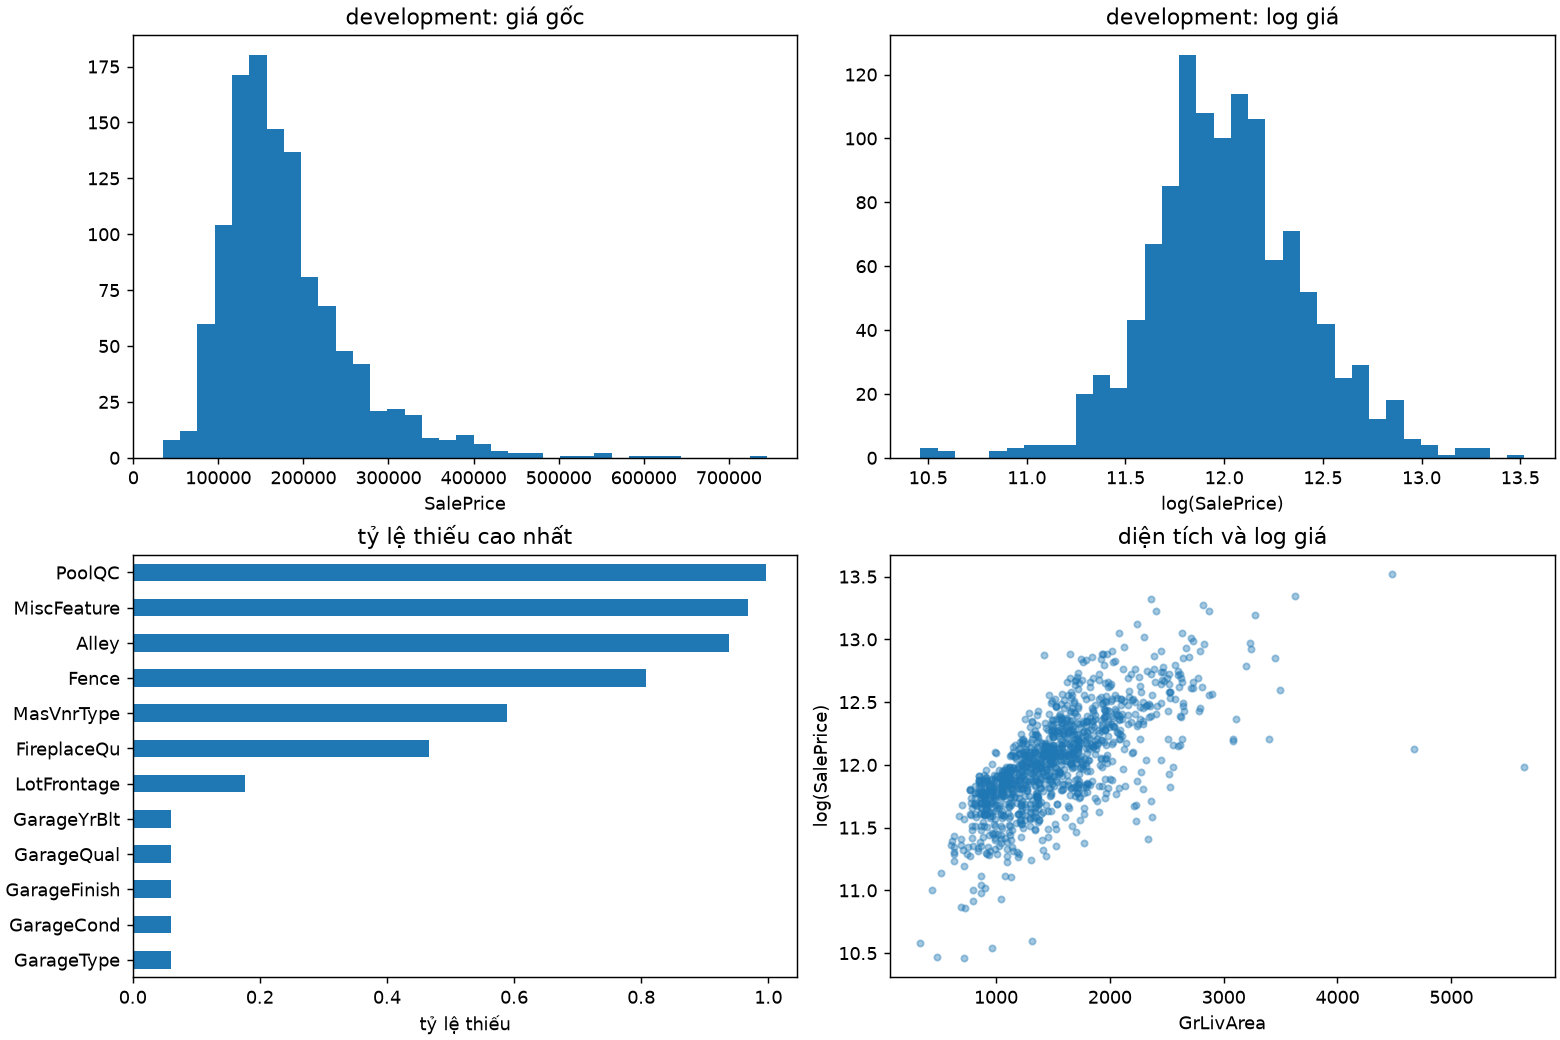 development: giá gốc
175
150
125
100
75
50
25
0
0 100000 200000 300000 400000 500000 600000 700000
SalePrice
development: log giá
120
100
80
60
40
20
0
10.5 11.0 11.5 12.0 12.5 13.0 13.5
log(SalePrice)
tỷ lệ thiếu cao nhất
PoolQC
MiscFeature
Alley
Fence
MasVnrType
FireplaceQu
LotFrontage
GarageYrBlt
GarageQual
GarageFinish
GarageCond
GarageType
0.0 0.2 0.4 0.6 0.8 1.0
tỷ lệ thiếu
diện tích và log giá
log(SalePrice)
13.5
13.0
12.5
12.0
11.5
11.0
10.5
1000 2000 3000 4000 5000
GrLivArea